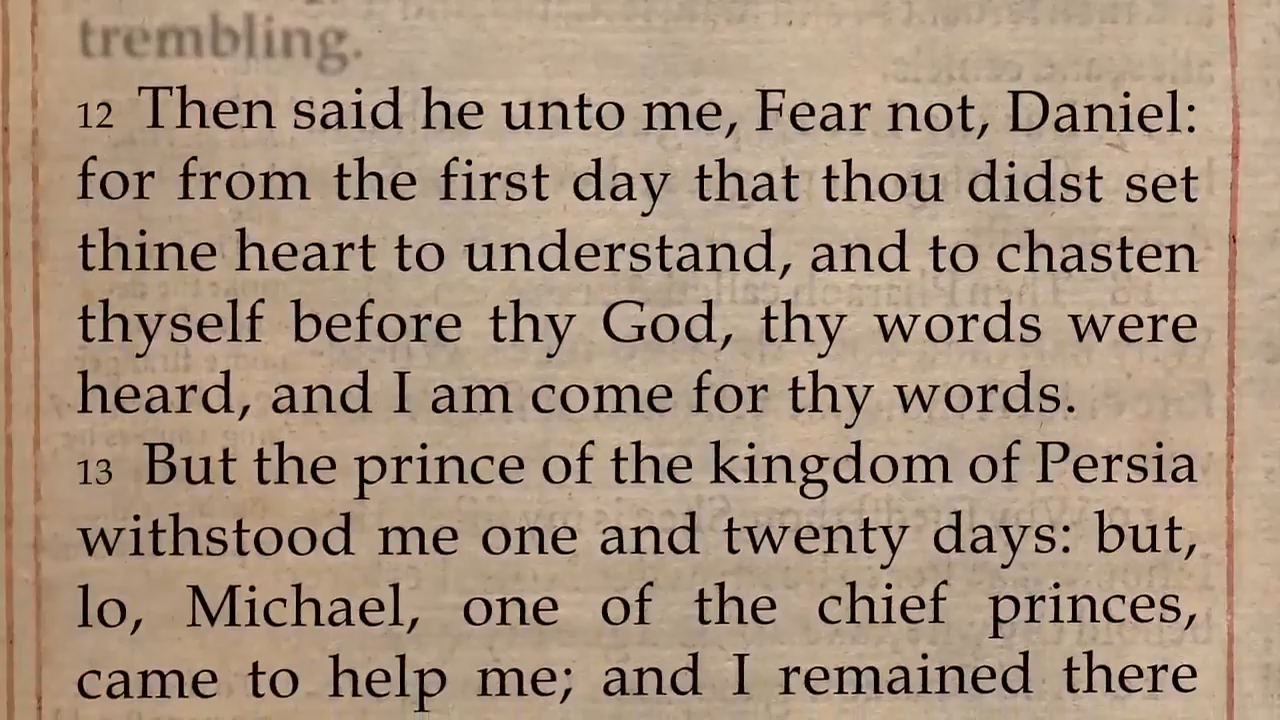 trembling.
12 Then said he unto me, Fear not, Daniel:
for from the first day that thou didst set
thine heart to understand, and to chasten
thyself before thy God, thy words were
heard, and I am come for thy words.
13 But the prince of the kingdom of Persia
withstood me one and twenty days: but,
lo, Michael, one of the chief princes,
came to help me; and I remained there